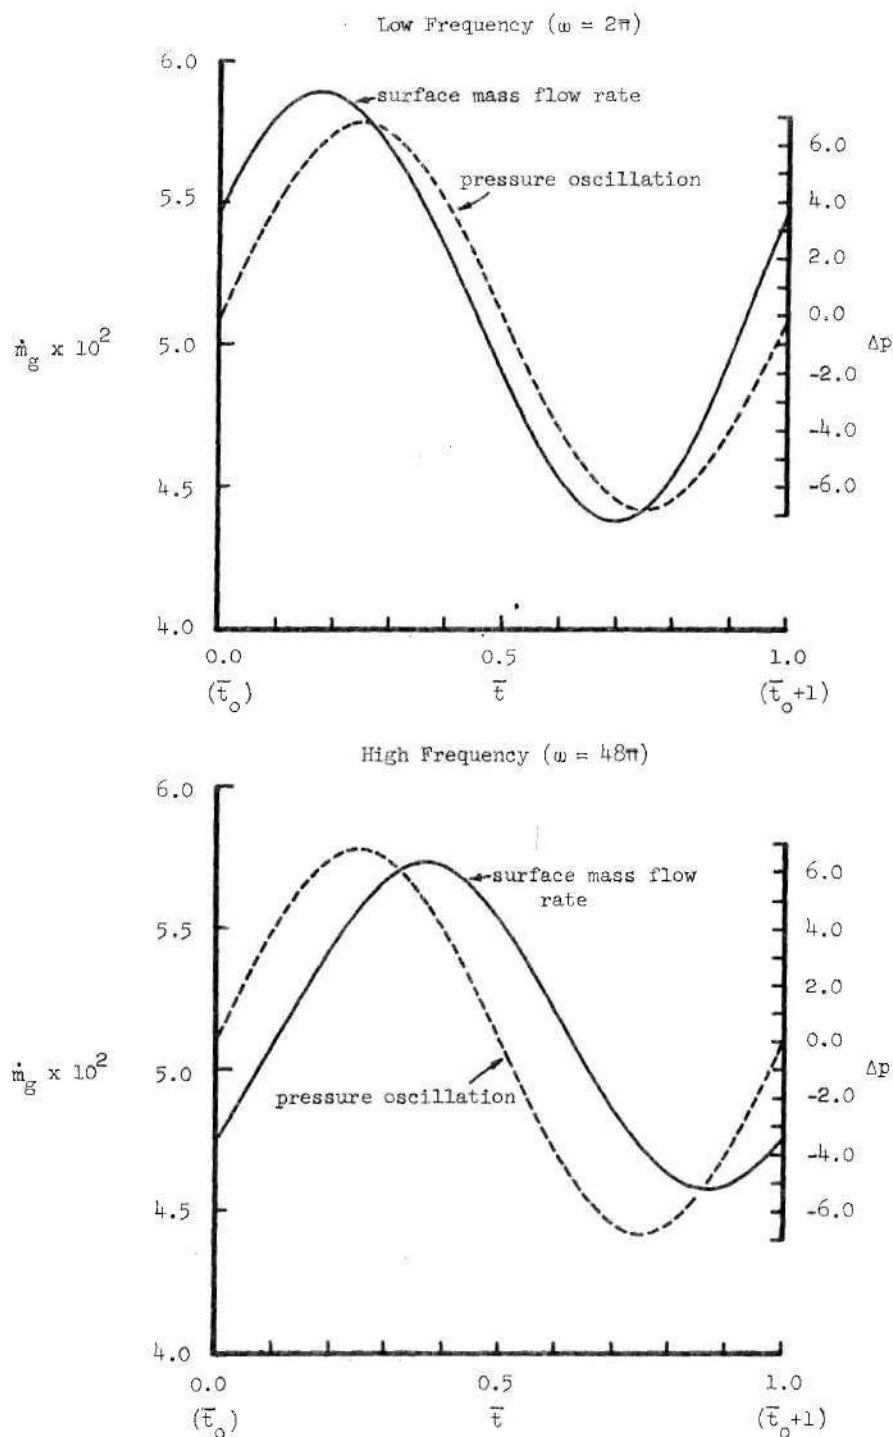 Low Frequency (ω = 2π)
6.0
surface mass flow rate
6.0
pressure oscillation
5.5
4.0
2.0
0.0
ṁg x 10²
5.0
Δp
-2.0
-4.0
4.5
-6.0
4.0
0.0
0.5
1.0
(t̅o)
t̅
(t̅o+1)
High Frequency (ω = 48π)
6.0
surface mass flow
rate
6.0
5.5
4.0
2.0
0.0
ṁg x 10²
5.0
Δp
pressure oscillation
-2.0
-4.0
4.5
-6.0
4.0
0.0
0.5
1.0
(t̅o)
t̅
(t̅o+1)